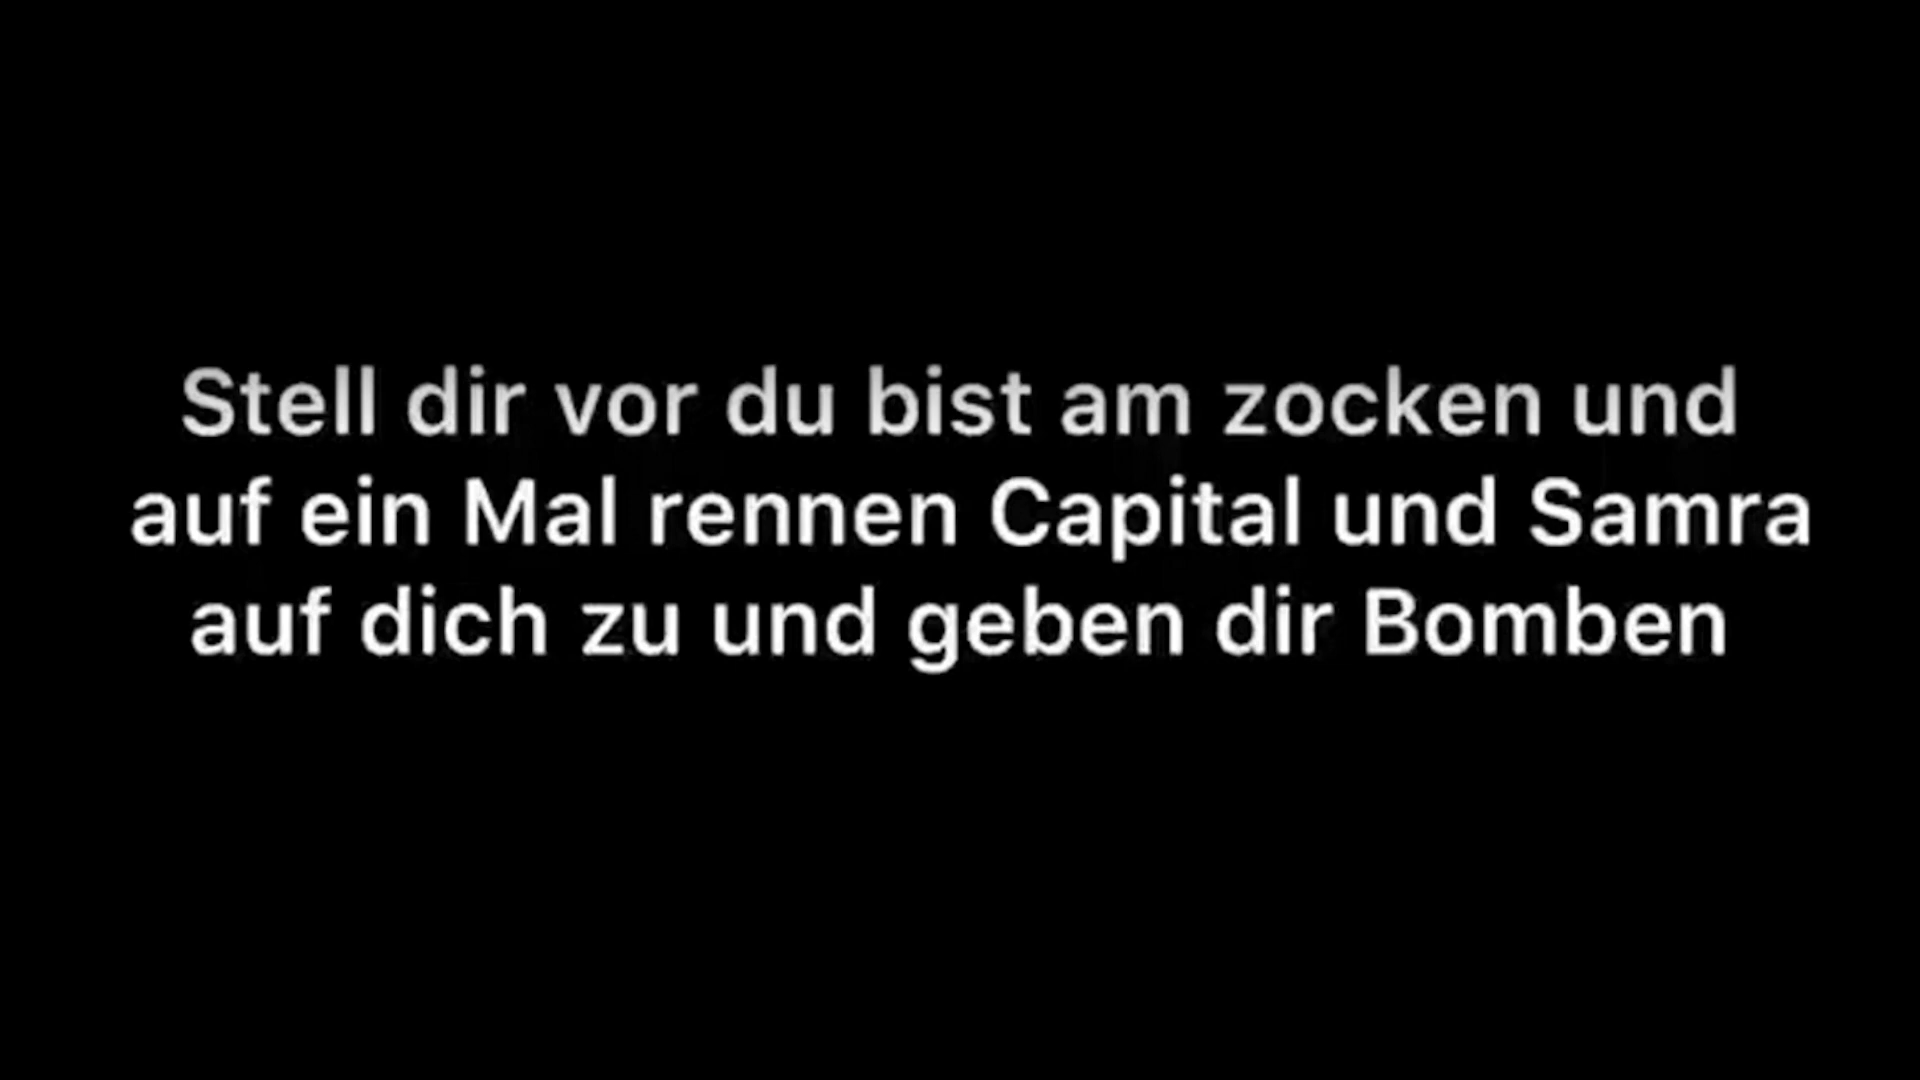 Stell dir vor du bist am zocken und
auf ein Mal rennen Capital und Samra
auf dich zu und geben dir Bomben